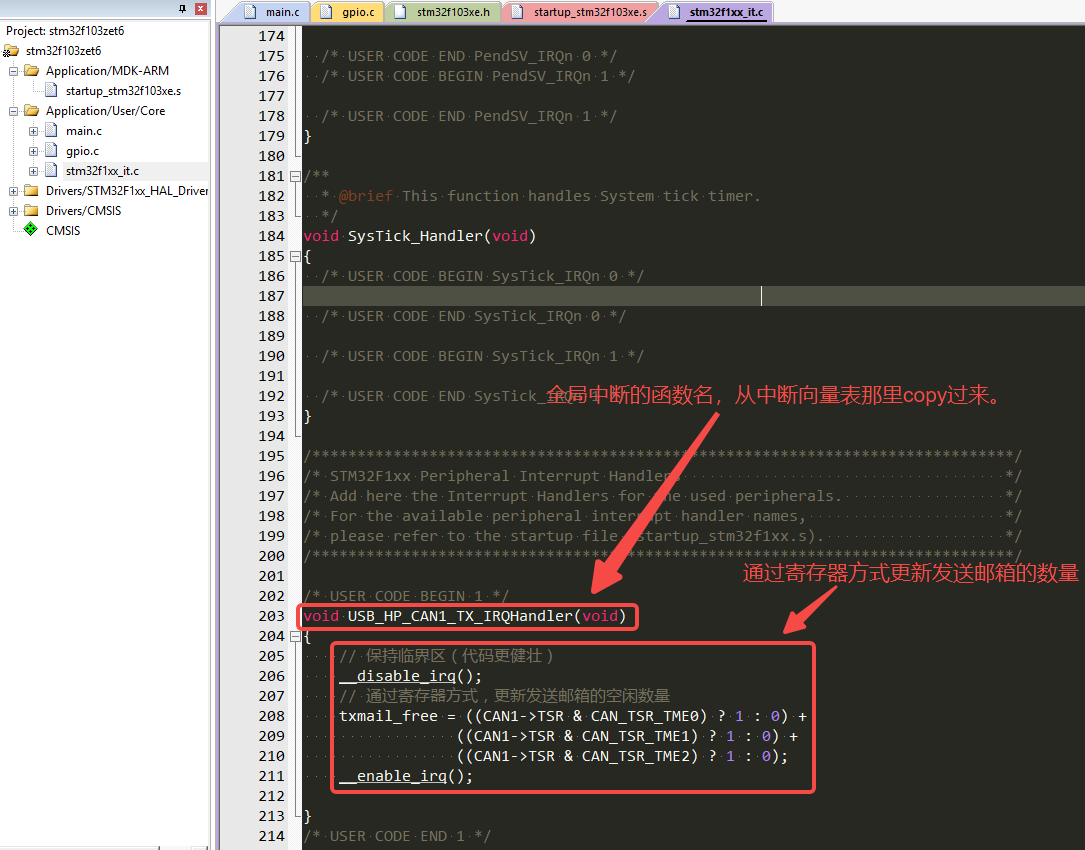 main.c
gpio.c
stm32f103xe.h
startup_stm32f103xe.s
stm32f1xx_it.c
Project: stm32f103zet6
stm32f103zet6
Application/MDK-ARM
startup_stm32f103xe.s
Application/User/Core
main.c
gpio.c
stm32f1xx_it.c
Drivers/STM32F1xx_HAL_Driver
Drivers/CMSIS
CMSIS
174
175 /* USER CODE END PendSV_IRQn 0 */
176 /* USER CODE BEGIN PendSV_IRQn 1 */
177
178 /* USER CODE END PendSV_IRQn 1 */
179 }
180
181 /**
182 * @brief This function handles System tick timer.
183 */
184 void SysTick_Handler(void)
185 {
186 /* USER CODE BEGIN SysTick_IRQn 0 */
187
188 /* USER CODE END SysTick_IRQn 0 */
189
190 /* USER CODE BEGIN SysTick_IRQn 1 */
191
192 /* USER CODE END SysTick_
全局中断的函数名，从中断向量表那里copy过来。
193 }
194
195 /******************************************************************************/
196 /* STM32F1xx Peripheral Interrupt Handlers */
197 /* Add here the Interrupt Handlers for the used peripherals. */
198 /* For the available peripheral interrupt handler names, */
199 /* please refer to the startup file (startup_stm32f1xx.s). */
200 /******************************************************************************/
通过寄存器方式更新发送邮箱的数量
201
202 /* USER CODE BEGIN 1 */
203 void USB_HP_CAN1_TX_IRQHandler(void)
204 {
205 // 保持临界区（代码更健壮）
206 __disable_irq();
207 // 通过寄存器方式，更新发送邮箱的空闲数量
208 txmail_free = ((CAN1->TSR & CAN_TSR_TME0) ? 1 : 0) +
209 ((CAN1->TSR & CAN_TSR_TME1) ? 1 : 0) +
210 ((CAN1->TSR & CAN_TSR_TME2) ? 1 : 0);
211 __enable_irq();
212
213 }
214 /* USER CODE END 1 */